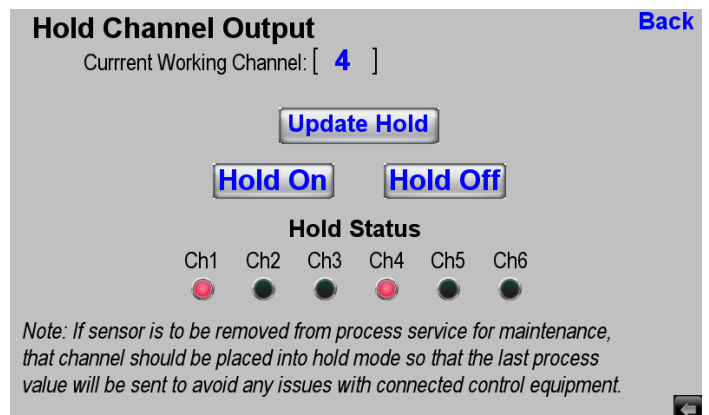 Hold Channel Output
Back
Currrent Working Channel: [ 4 ]
Update Hold
Hold On Hold Off
Hold Status
Ch1 Ch2 Ch3 Ch4 Ch5 Ch6
Note: If sensor is to be removed from process service for maintenance,
that channel should be placed into hold mode so that the last process
value will be sent to avoid any issues with connected control equipment.